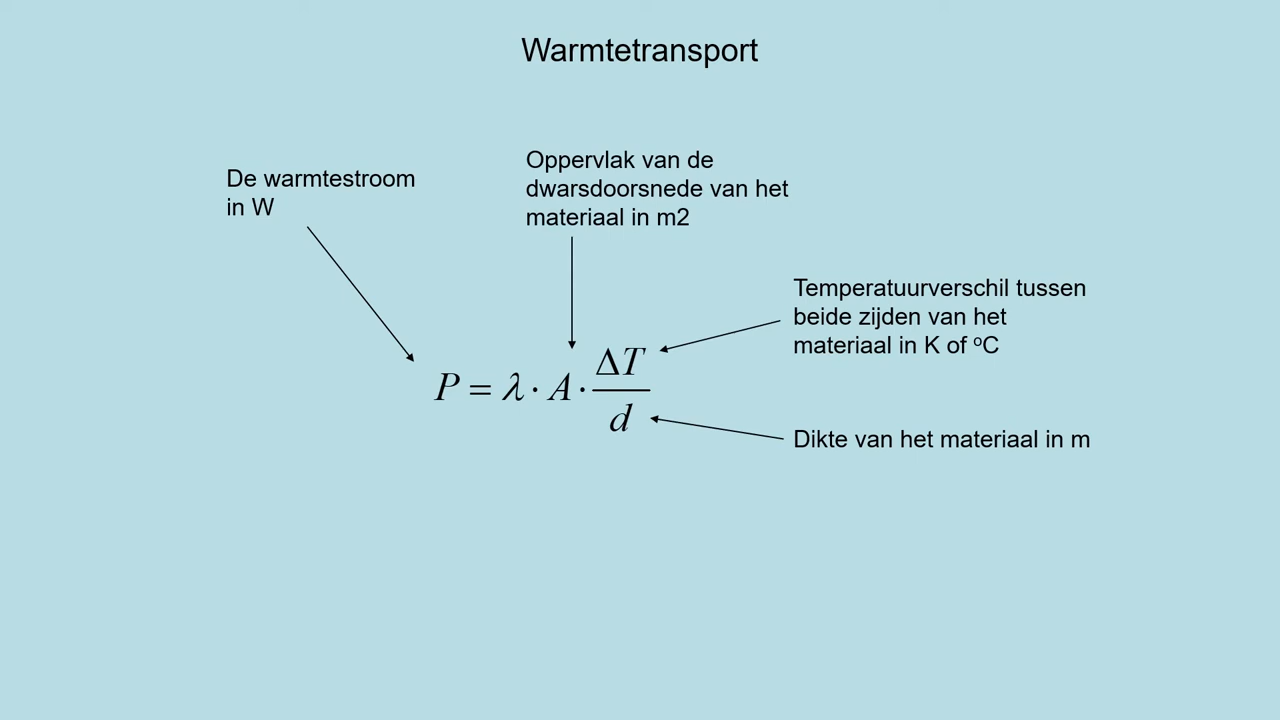 Warmtetransport
De warmtestroom
in W
Oppervlak van de
dwarsdoorsnede van het
materiaal in m2
Temperatuurverschil tussen
beide zijden van het
materiaal in K of ºC
P = λ · A · ΔT / d
Dikte van het materiaal in m